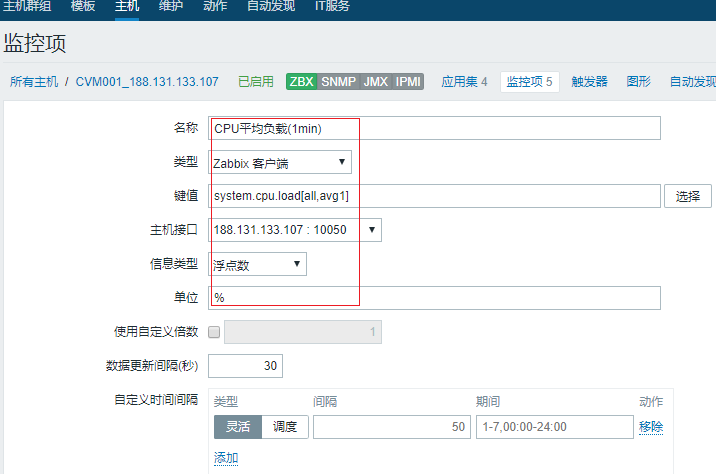 主机群组 模板 主机 维护 动作 自动发现 IT服务
监控项
所有主机 / CVM001_188.131.133.107 已启用 ZBX SNMP JMX IPMI 应用集 4 监控项 5 触发器 图形 自动发现
名称 CPU平均负载(1min)
类型 Zabbix 客户端
键值 system.cpu.load[all,avg1] 选择
主机接口 188.131.133.107 : 10050
信息类型 浮点数
单位 %
使用自定义倍数 1
数据更新间隔(秒) 30
自定义时间间隔 类型 间隔 期间 动作
灵活 调度 50 1-7,00:00-24:00 移除
添加